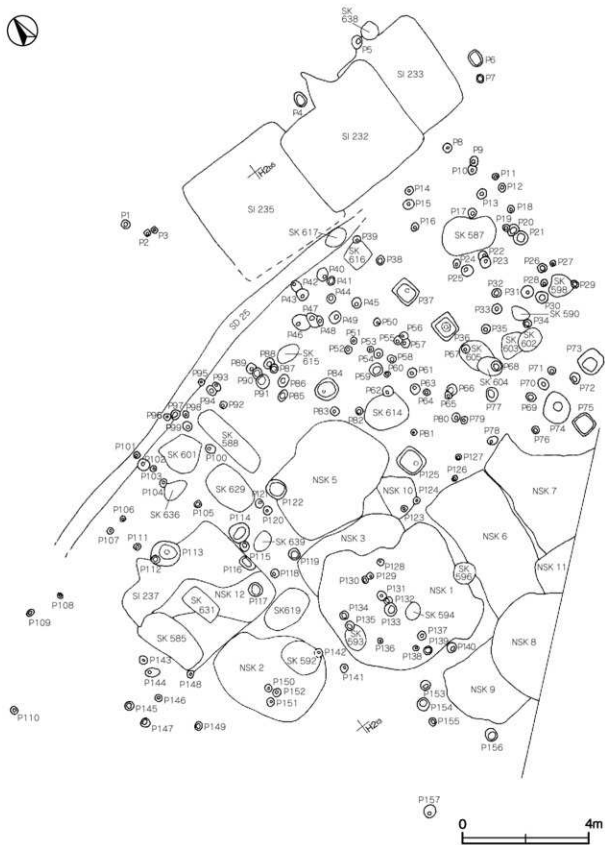 SK
638
P5
SI 233
P6
P7
P4
SI 232
P8
P9
P10
P11
P12
P13
P14
P15
P16
P17
P18
P19
P20
P21
SI 235
P1
P2
P3
SK 617
P39
SK
616
P38
SK 587
P22
P23
P24
P25
P26
P27
P28
P29
SK
598
P30
P31
P32
P33
P34
SK 590
P35
SK
602
SK
603
P36
P67
SK
605
P68
SK 604
P37
P40
P41
P42
P43
P44
P45
P46
P47
P48
P49
P50
P51
P52
P53
P54
P55
P56
P57
P58
P59
P60
P61
P62
P63
P64
P65
P66
SD 25
SK
615
P69
P70
P71
P72
P73
P74
P75
P76
P77
P78
P79
P80
P81
P82
P83
P84
P85
P86
P87
P88
P89
P90
P91
P92
P93
P94
P95
P96
P97
P98
P99
SK 614
SK
588
P100
P101
P102
P103
P104
SK 601
SK 636
P105
SK 629
P106
P107
P108
P109
P110
P111
P112
P113
P114
P115
P116
P117
P118
P119
P120
P122
SK 639
NSK 5
NSK 10
P123
P124
P125
P126
P127
NSK 7
NSK 6
NSK 11
NSK 3
NSK 1
SK
596
P128
P129
P130
P131
P132
P133
SK 594
P134
P135
SK
593
P136
P137
P138
P139
P140
P141
P142
SI 237
NSK 12
SK
631
SK619
SK 585
NSK 2
SK 592
NSK 8
NSK 9
P143
P144
P145
P146
P147
P148
P149
P150
P151
P152
P153
P154
P155
P156
P157
0
4m